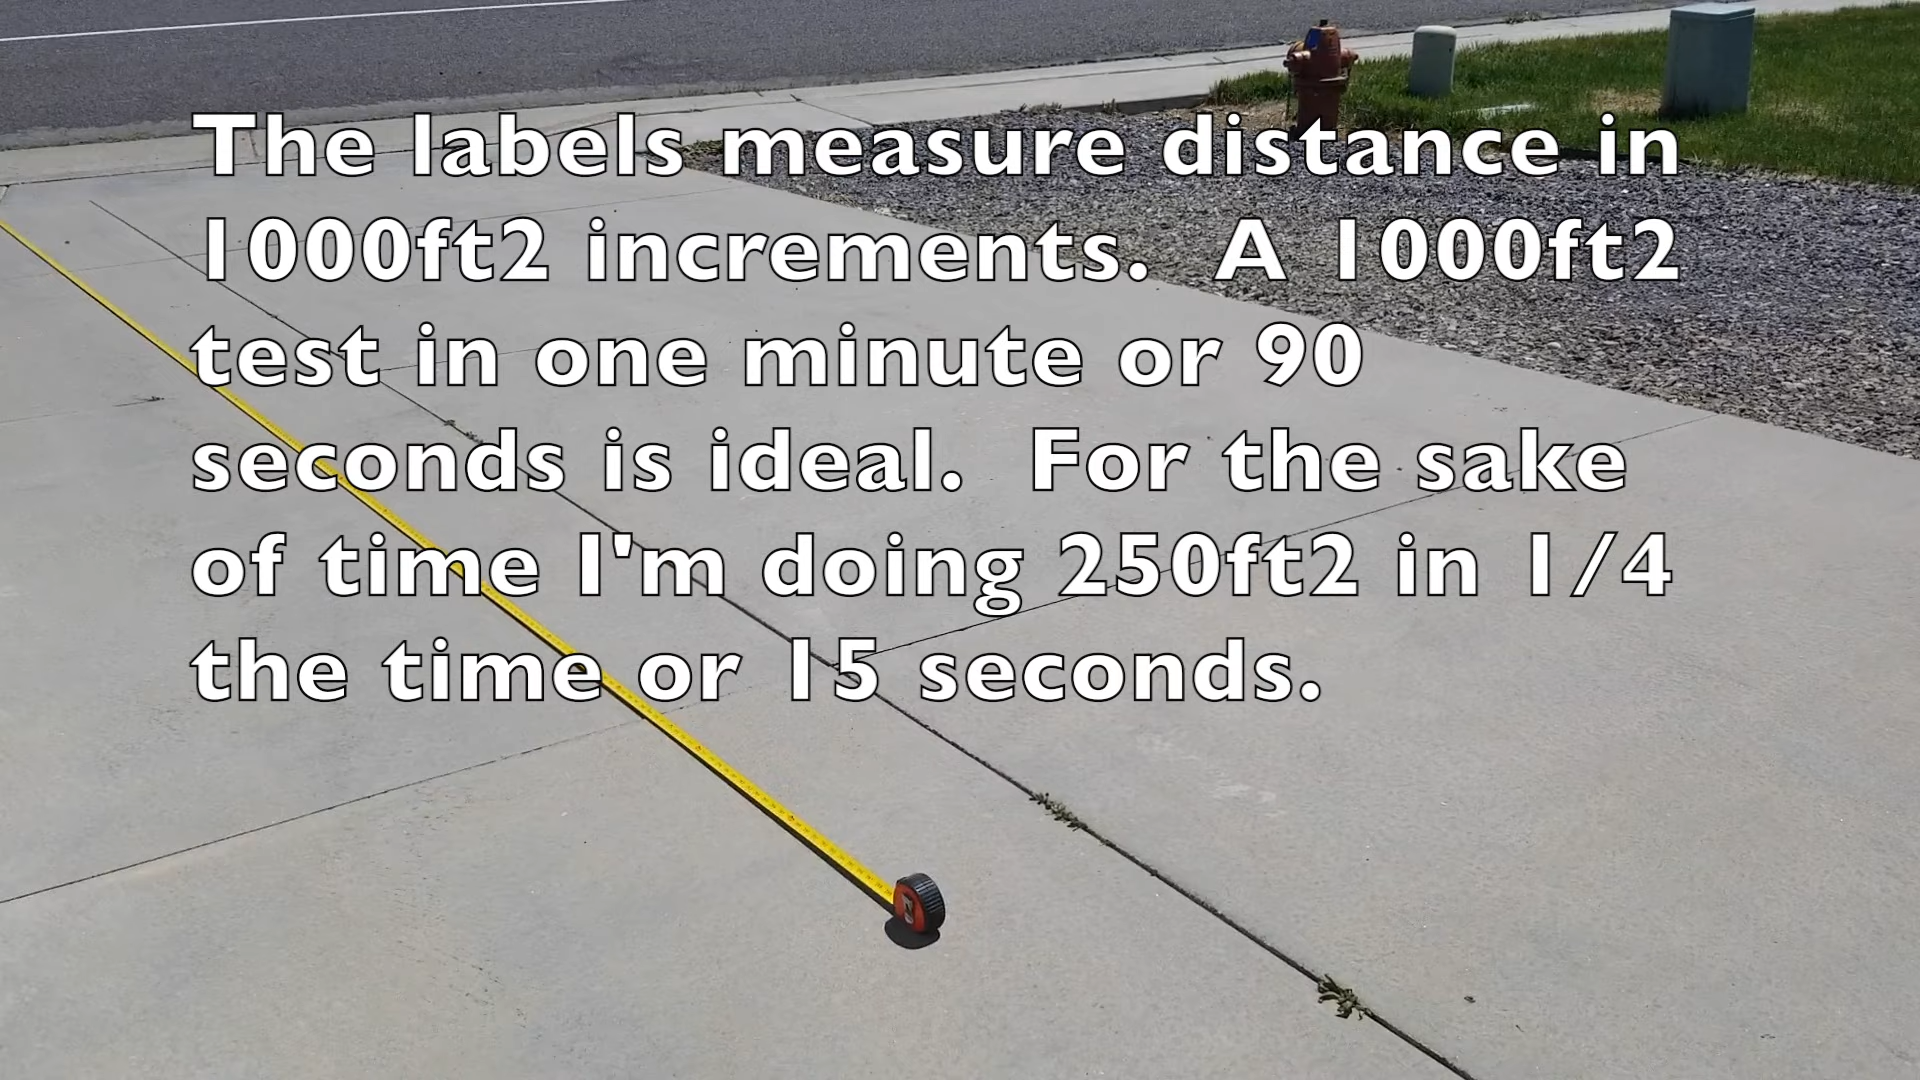 The labels measure distance in
1000ft2 increments.  A 1000ft2
test in one minute or 90
seconds is ideal.  For the sake
of time I'm doing 250ft2 in 1/4
the time or 15 seconds.